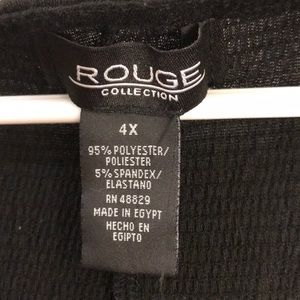 ROUGE
COLLECTION
4X
95% POLYESTER/
POLIESTER
5% SPANDEX/
ELASTANO
RN 48829
MADE IN EGYPT
HECHO EN
EGIPTO